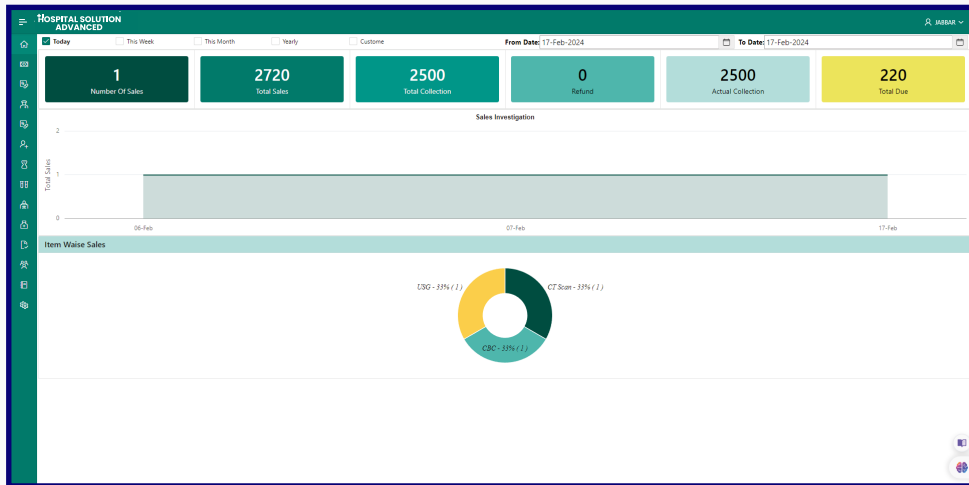 HOSPITAL SOLUTION
ADVANCED
JABBAR
Today This Week This Month Yearly Custome From Date: 17-Feb-2024 To Date: 17-Feb-2024
1 2720 2500 0 2500 220
Number Of Sales Total Sales Total Collection Refund Actual Collection Total Due
Sales Investigation
2
Total Sales
1
0
06-Feb 07-Feb 17-Feb
Item Waise Sales
USG - 33% ( 1 ) CT Scan - 33% ( 1 )
CBC - 33% ( 1 )